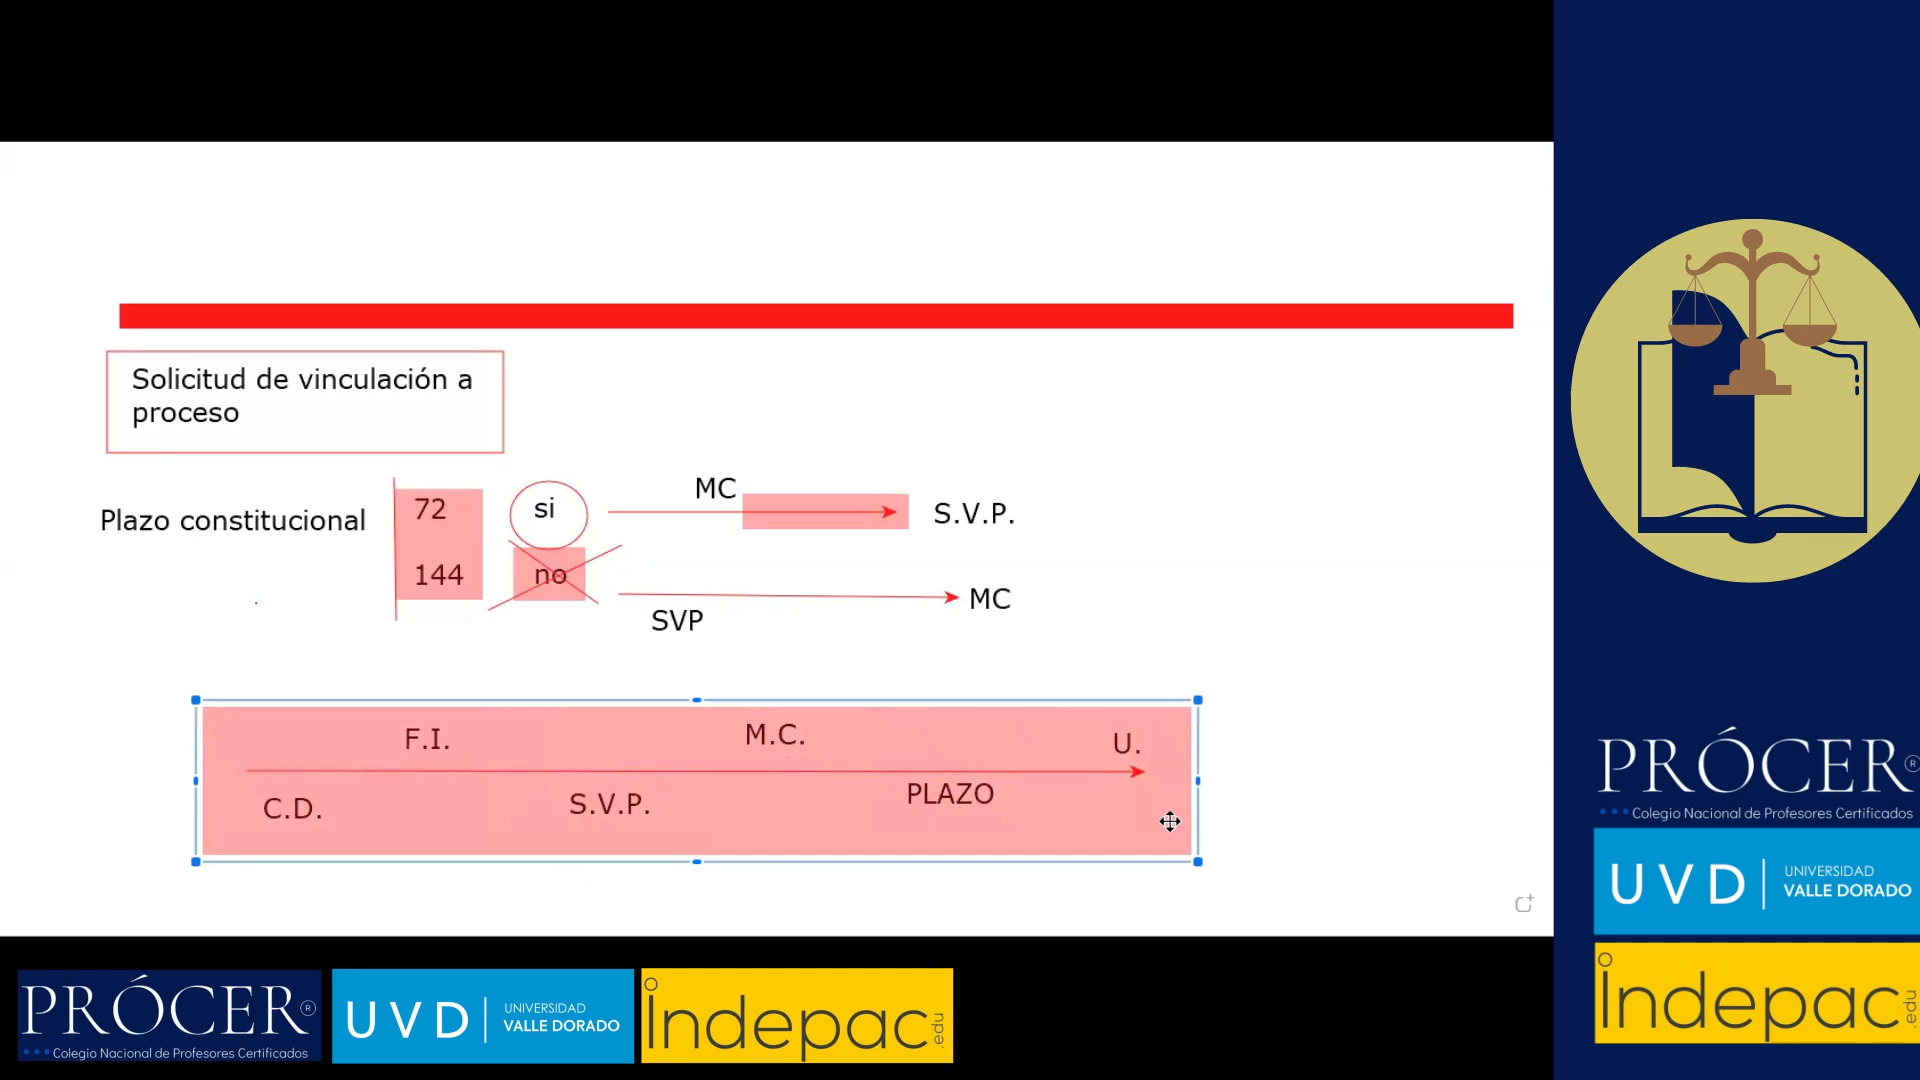 Solicitud de vinculación a
proceso
Plazo constitucional
72
si
MC
S.V.P.
144
no
SVP
MC
F.I.
M.C.
U.
C.D.
S.V.P.
PLAZO
PRÓCER®
Colegio Nacional de Profesores Certificados
UVD
UNIVERSIDAD
VALLE DORADO
indepac.edu
PRÓCER®
Colegio Nacional de Profesores Certificados
UVD
UNIVERSIDAD
VALLE DORADO
indepac.edu